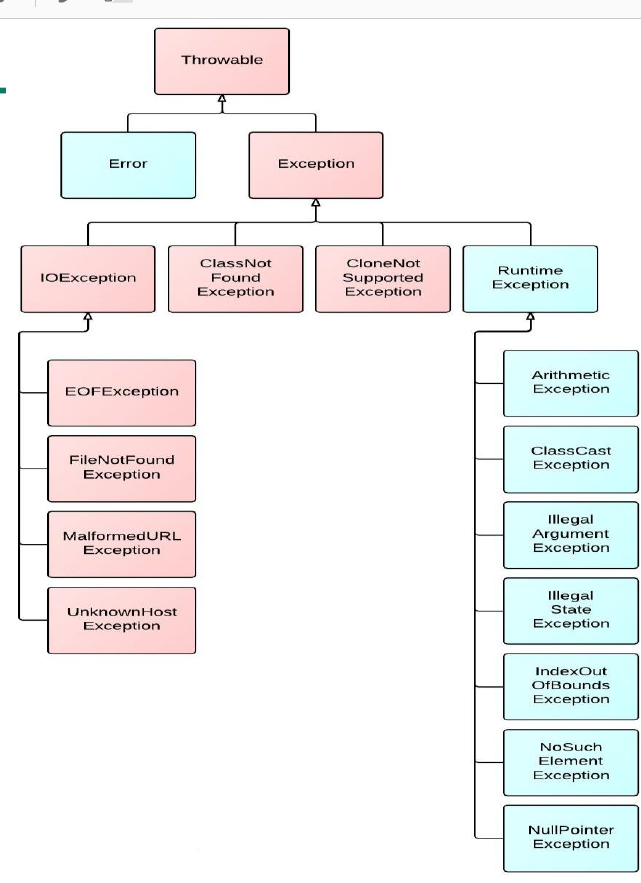 Throwable
Error
Exception
IOException
ClassNot
Found
Exception
CloneNot
Supported
Exception
Runtime
Exception
EOFException
FileNotFound
Exception
MalformedURL
Exception
UnknownHost
Exception
Arithmetic
Exception
ClassCast
Exception
Illegal
Argument
Exception
Illegal
State
Exception
IndexOut
OfBounds
Exception
NoSuch
Element
Exception
NullPointer
Exception